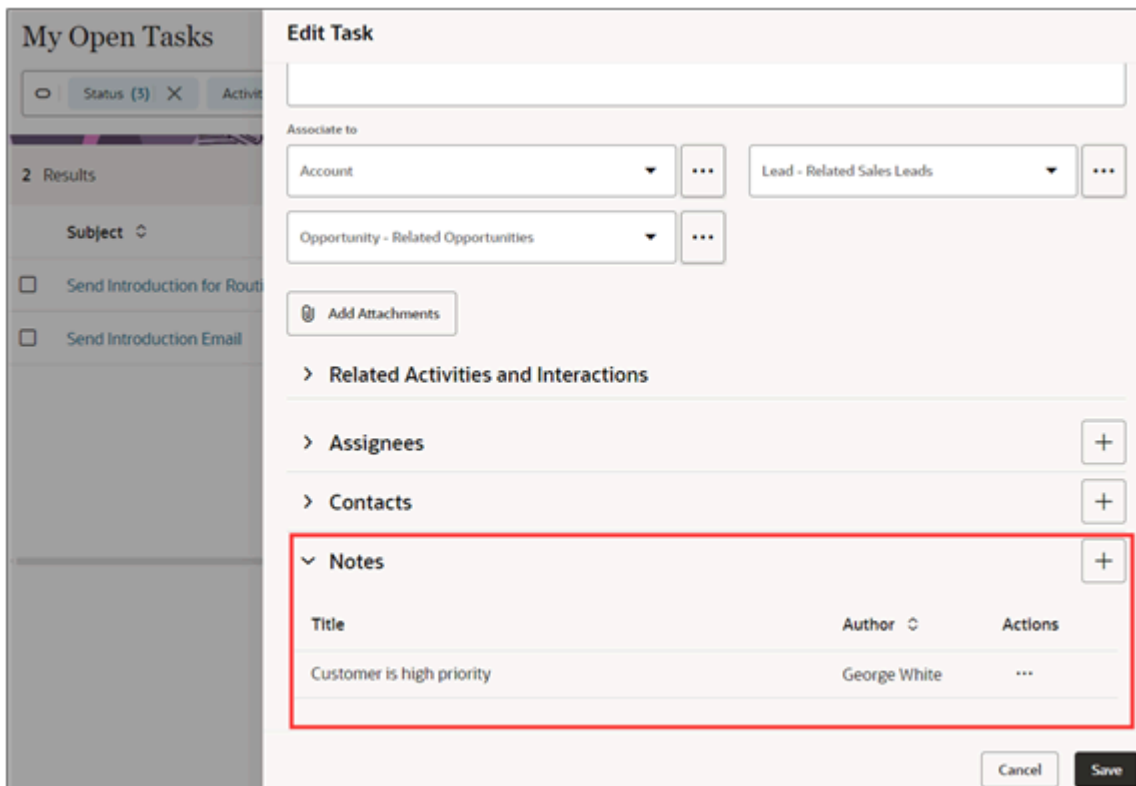 My Open Tasks
Status (3)
2 Results
Subject
Send Introduction for
Send Introduction Email
Edit Task
Associate to
Account
Lead - Related Sales Leads
Opportunity - Related Opportunities
Add Attachments
Related Activities and Interactions
Assignees
Contacts
Notes
Title Author Actions
Customer is high priority George White ...
Cancel Save